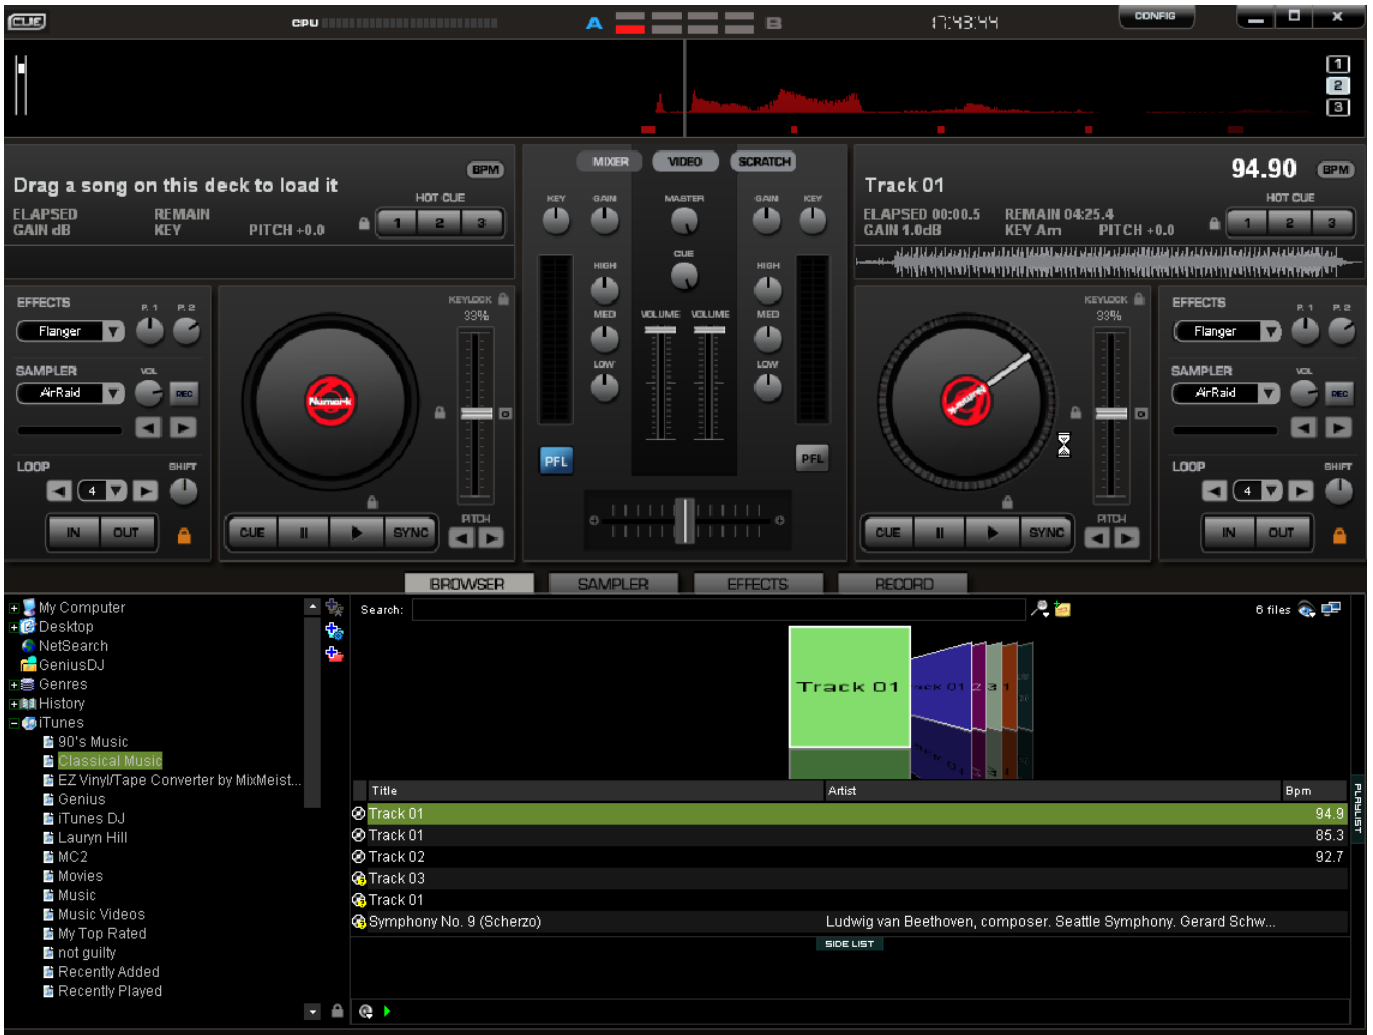 CUE
CPU
A
B
17:43:44
CONFIG
1
2
3
MIXER VIDEO SCRATCH
BPM
Drag a song on this deck to load it
HOT CUE
ELAPSED REMAIN
GAIN dB KEY PITCH +0.0
1 2 3
KEY GAIN MASTER GAIN KEY
CUE
HIGH HIGH
MED VOLUME VOLUME MED
LOW LOW
PFL PFL
94.90 BPM
Track 01
HOT CUE
ELAPSED 00:00.5 REMAIN 04:25.4
GAIN 1.0dB KEY Am PITCH +0.0
1 2 3
EFFECTS P. 1 P. 2
Flanger
SAMPLER VOL
AirRaid REC
LOOP SHIFT
4
IN OUT
KEYLOCK
33%
Numark
CUE SYNC
PITCH
KEYLOCK
33%
Numark
CUE SYNC
PITCH
EFFECTS P. 1 P. 2
Flanger
SAMPLER VOL
AirRaid REC
LOOP SHIFT
4
IN OUT
BROWSER SAMPLER EFFECTS RECORD
My Computer
Desktop
NetSearch
GeniusDJ
Genres
History
iTunes
90's Music
Classical Music
EZ Vinyl/Tape Converter by MixMeist...
Genius
iTunes DJ
Lauryn Hill
MC2
Movies
Music
Music Videos
My Top Rated
not guilty
Recently Added
Recently Played
Search:
6 files
Track 01
Track 01 2 3 1
Title Artist Bpm
Track 01 94.9
Track 01 85.3
Track 02 92.7
Track 03
Track 01
Symphony No. 9 (Scherzo) Ludwig van Beethoven, composer. Seattle Symphony. Gerard Schw...
SIDE LIST
PLAYLIST